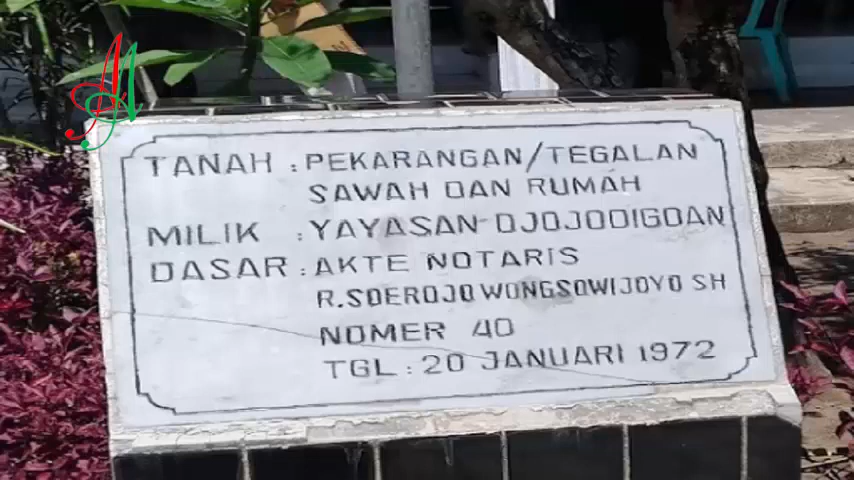 TANAH : PEKARANGAN/TEGALAN
SAWAH DAN RUMAH
MILIK : YAYASAN DJOJODIGDAN
DASAR : AKTE NOTARIS
R.SOEROJO WONGSOWIJOYO SH
NOMER 40
TGL : 20 JANUARI 1972